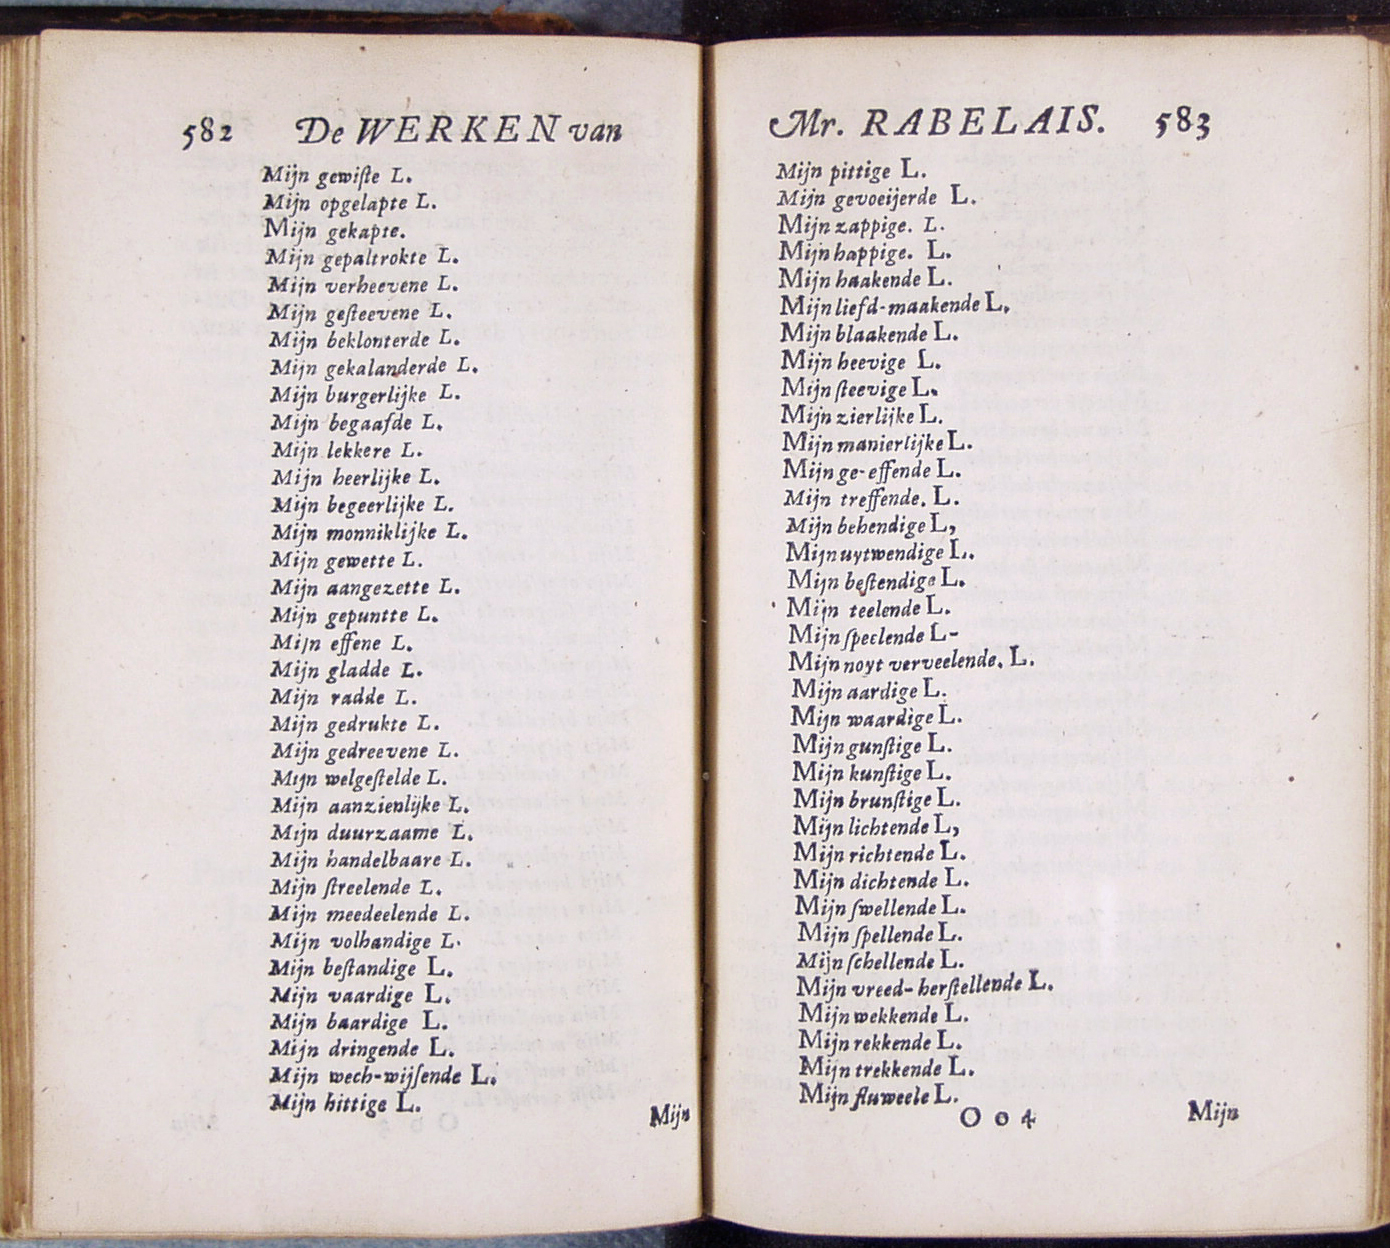 582 De WERKEN van
Mijn gewiſte L.
Mijn opgelapte L.
Mijn gekapte.
Mijn gepaltrokte L.
Mijn verheevene L.
Mijn geſteevene L.
Mijn beklonterde L.
Mijn gekalanderde L.
Mijn burgerlijke L.
Mijn begaafde L.
Mijn lekkere L.
Mijn heerlijke L.
Mijn begeerlijke L.
Mijn monniklijke L.
Mijn gewette L.
Mijn aangezette L.
Mijn gepuntte L.
Mijn effene L.
Mijn gladde L.
Mijn radde L.
Mijn gedrukte L.
Mijn gedreevene L.
Mijn welgeſtelde L.
Mijn aanzienlijke L.
Mijn duurzaame L.
Mijn handelbaare L.
Mijn ſtreelende L.
Mijn meedeelende L.
Mijn volhandige L.
Mijn beſtandige L.
Mijn vaardige L.
Mijn baardige L.
Mijn dringende L.
Mijn wech-wijſende L.
Mijn hittige L.
Mijn
Mr. RABELAIS. 583
Mijn pittige L.
Mijn gevoeijerde L.
Mijn zappige. L.
Mijn happige. L.
Mijn haakende L.
Mijn liefd-maakende L.
Mijn blaakende L.
Mijn heevige L.
Mijn ſteevige L.
Mijn zierlijke L.
Mijn manierlijke L.
Mijn ge-effende L.
Mijn treffende. L.
Mijn behendige L,
Mijn uytwendige L.
Mijn beſtendige L.
Mijn teelende L.
Mijn ſpeelende L-
Mijn noyt verveelende. L.
Mijn aardige L.
Mijn waardige L.
Mijn gunſtige L.
Mijn kunſtige L.
Mijn brunſtige L.
Mijn lichtende L,
Mijn richtende L.
Mijn dichtende L.
Mijn ſwellende L.
Mijn ſpellende L.
Mijn ſchellende L.
Mijn vreed-herſtellende L.
Mijn wekkende L.
Mijn rekkende L.
Mijn trekkende L.
Mijn fluweele L.
O o 4 Mijn